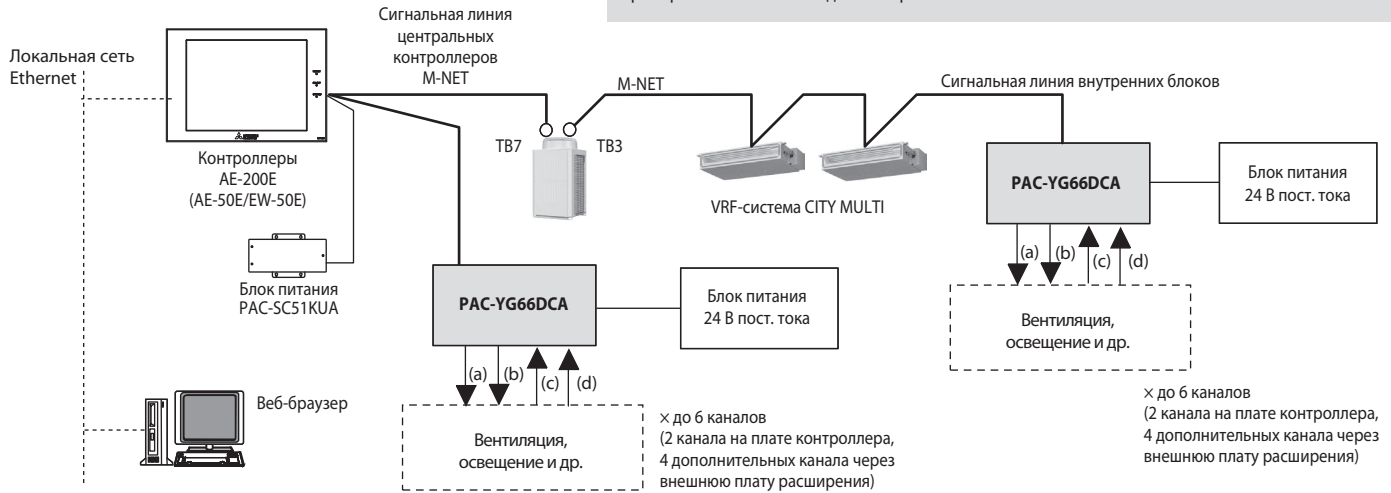 Локальная сеть
Ethernet
Сигнальная линия
центральных
контроллеров
M-NET
M-NET
Сигнальная линия внутренних блоков
TB7
TB3
Контроллеры
AE-200E
(AE-50E/EW-50E)
VRF-система CITY MULTI
PAC-YG66DCA
Блок питания
24 В пост. тока
(a)
(b)
(c)
(d)
Вентиляция,
освещение и др.
× до 6 каналов
(2 канала на плате контроллера,
4 дополнительных канала через
внешнюю плату расширения)
Блок питания
PAC-SC51KUA
PAC-YG66DCA
Блок питания
24 В пост. тока
(a)
(b)
(c)
(d)
Вентиляция,
освещение и др.
× до 6 каналов
(2 канала на плате контроллера,
4 дополнительных канала через
внешнюю плату расширения)
Веб-браузер